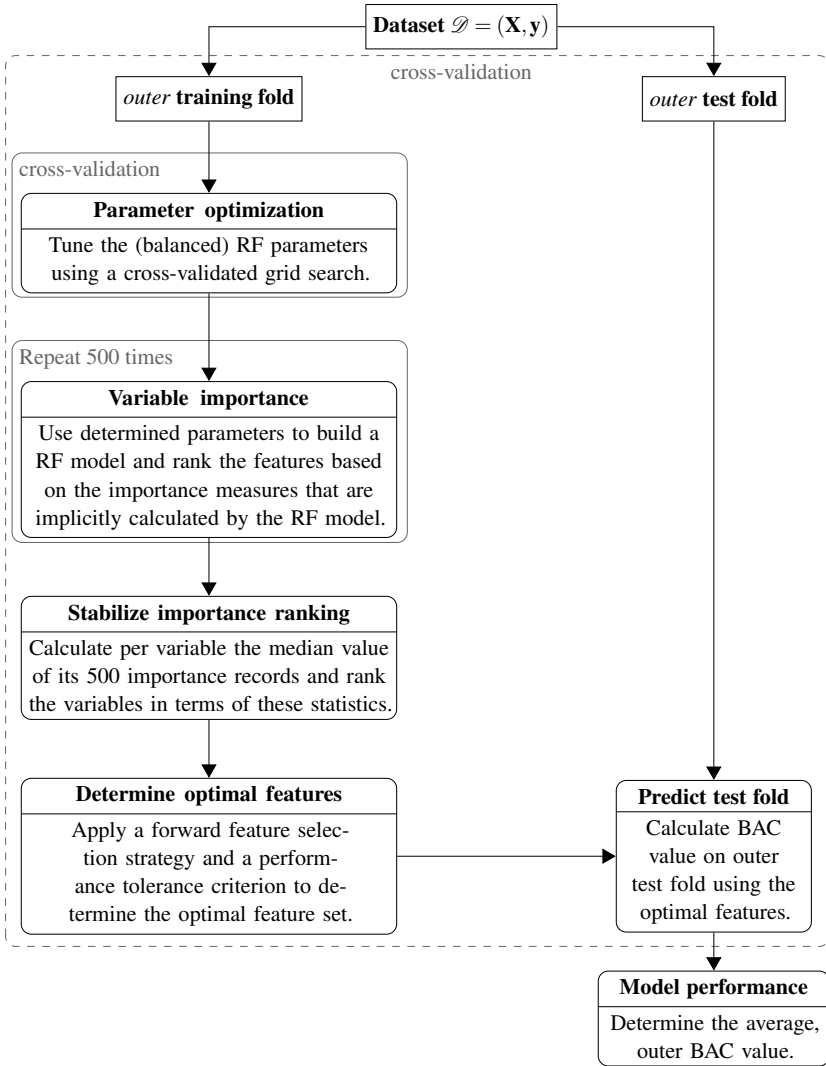 Dataset 𝒟 = (X, y)
cross-validation
outer training fold
outer test fold
cross-validation
Parameter optimization
Tune the (balanced) RF parameters
using a cross-validated grid search.
Repeat 500 times
Variable importance
Use determined parameters to build a
RF model and rank the features based
on the importance measures that are
implicitly calculated by the RF model.
Stabilize importance ranking
Calculate per variable the median value
of its 500 importance records and rank
the variables in terms of these statistics.
Determine optimal features
Apply a forward feature selec-
tion strategy and a perform-
ance tolerance criterion to de-
termine the optimal feature set.
Predict test fold
Calculate BAC
value on outer
test fold using the
optimal features.
Model performance
Determine the average,
outer BAC value.